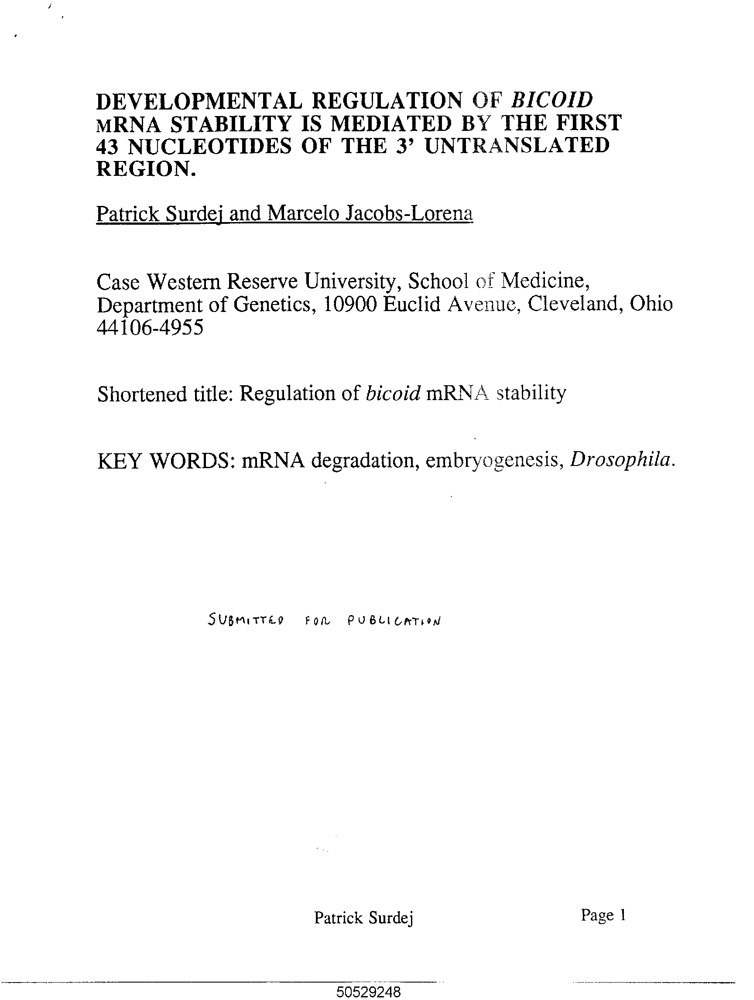 DEVELOPMENTAL REGULATION OF BICOID
MRNA STABILITY IS MEDIATED BY THE FIRST
43 NUCLEOTIDES OF THE 3' UNTRANSLATED
REGION.
Patrick Surdej and Marcelo Jacobs-Lorena
Case Western Reserve University, School of Medicine,
Department of Genetics, 10900 Euclid Avenue, Cleveland, Ohio
44106-4955
Shortened title: Regulation of bicoid mRNA stability
KEY WORDS: mRNA degradation, embryogenesis, Drosophila.
SUBMITTED FOR PUBLICATION
Patrick Surdej Page 1
50529248